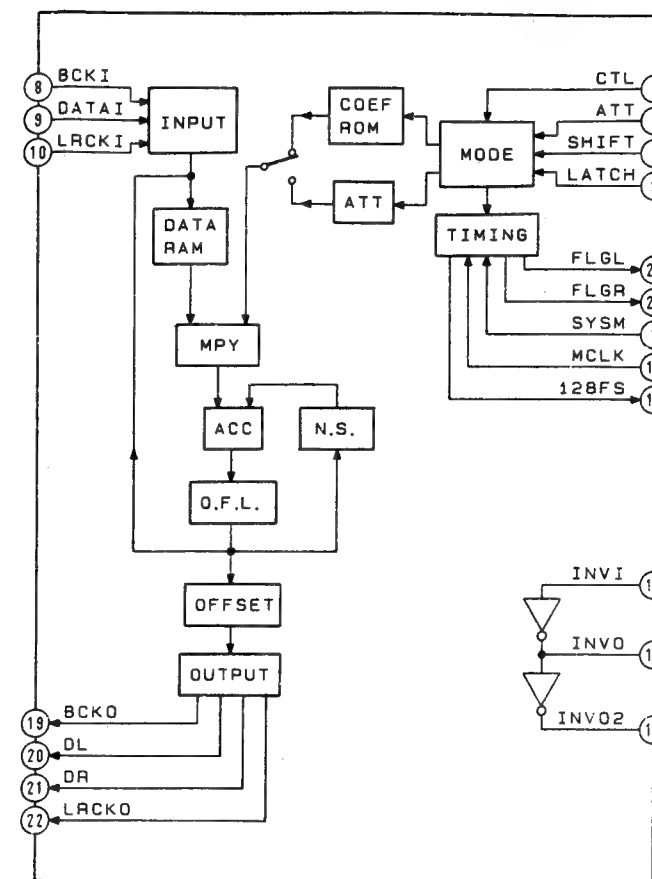 8 BCKI
9 DATAI
10 LRCKI
INPUT
COEF
ROM
ATT
MODE
CTL
ATT
SHIFT
LATCH
DATA
RAM
TIMING
FLGL
FLGR
SYSM
MCLK
128FS
MPY
ACC
N.S.
O.F.L.
OFFSET
OUTPUT
INVI
INVO
INVO2
19 BCKO
20 DL
21 DR
22 LRCKO